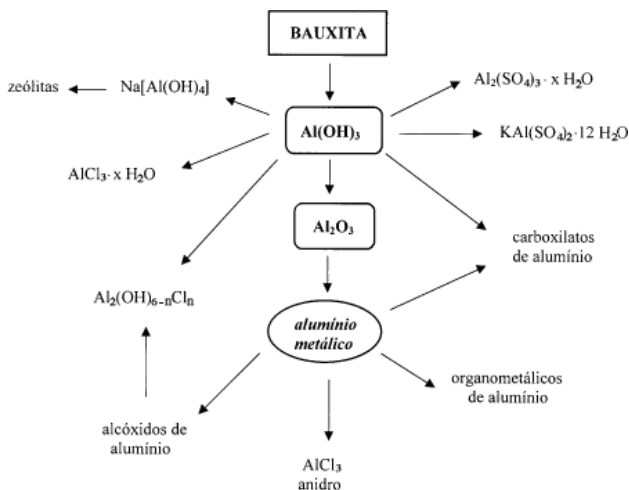 BAUXITA
zeólitas
Na[Al(OH)₄]
Al₂(SO₄)₃· x H₂O
Al(OH)₃
KAl(SO₄)₂·12 H₂O
AlCl₃· x H₂O
Al₂O₃
carboxilatos
de alumínio
Al₂(OH)₆₋ₙClₙ
alumínio
metálico
organometálicos
de alumínio
alcóxidos de
alumínio
AlCl₃
anidro